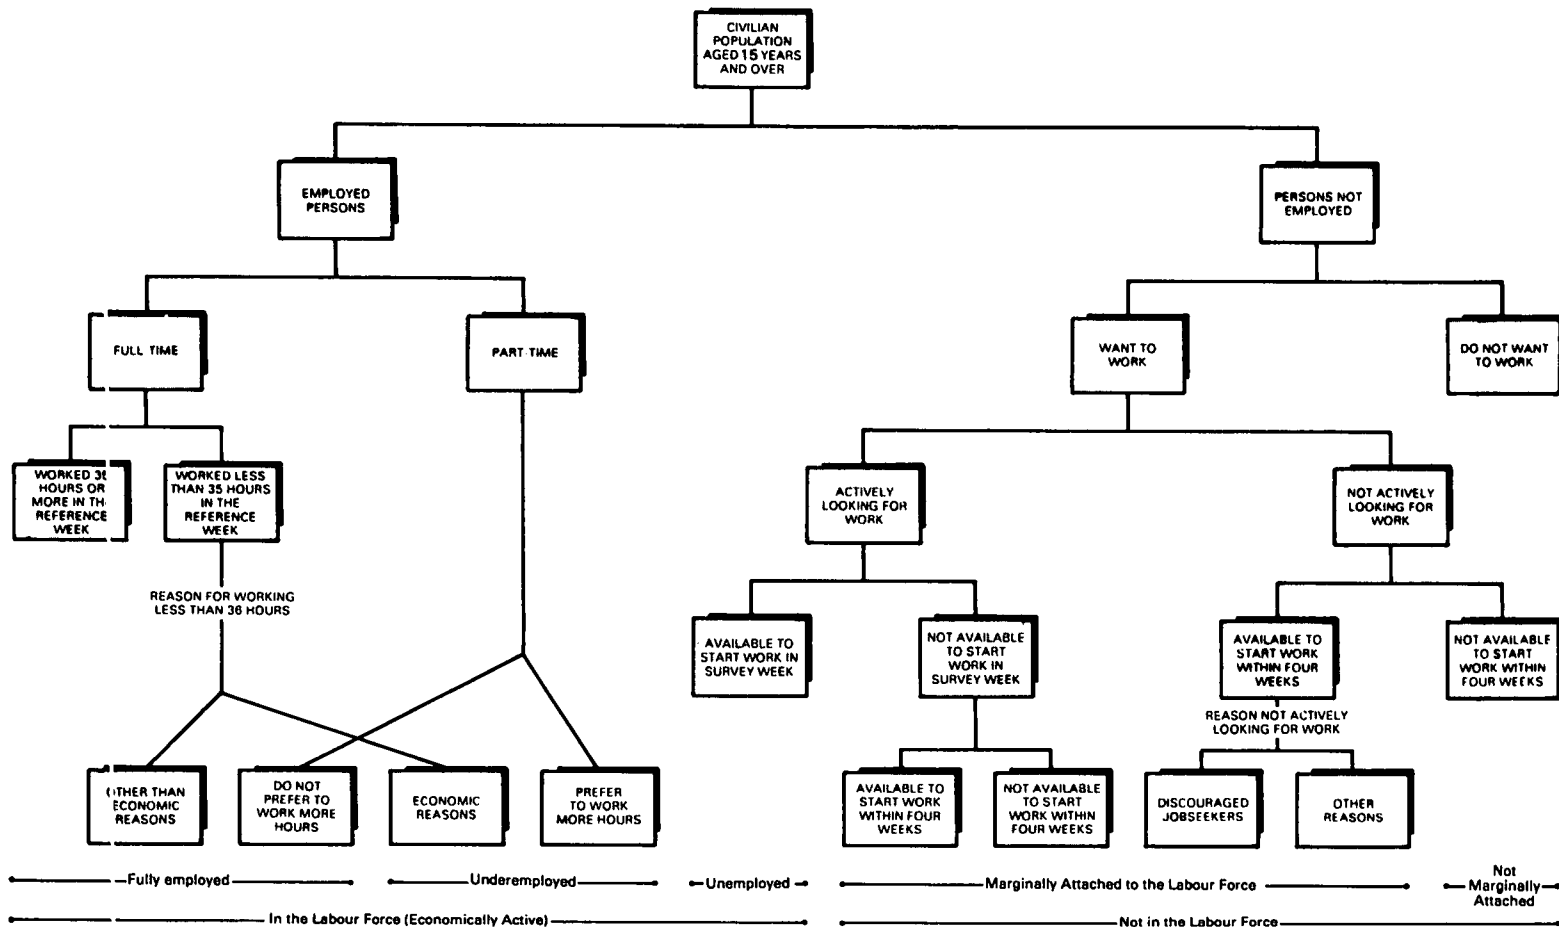 CIVILIAN
POPULATION
AGED 15 YEARS
AND OVER
EMPLOYED
PERSONS
PERSONS NOT
EMPLOYED
FULL TIME
PART-TIME
WANT TO
WORK
DO NOT WANT
TO WORK
WORKED
HOURS OR
MORE IN
REFERENCE
WEEK
WORKED LESS
THAN 35 HOURS
IN THE
REFERENCE
WEEK
ACTIVELY
LOOKING FOR
WORK
NOT ACTIVELY
LOOKING FOR
WORK
REASON FOR WORKING
LESS THAN 36 HOURS
AVAILABLE TO
START WORK IN
SURVEY WEEK
NOT AVAILABLE
TO START
WORK IN
SURVEY WEEK
AVAILABLE TO
START WORK
WITHIN FOUR
WEEKS
NOT AVAILABLE
TO START
WORK WITHIN
FOUR WEEKS
REASON NOT ACTIVELY
LOOKING FOR WORK
OTHER THAN
ECONOMIC
REASONS
DO NOT
PREFER TO
WORK MORE
HOURS
ECONOMIC
REASONS
PREFER
TO WORK
MORE HOURS
AVAILABLE TO
START WORK
WITHIN FOUR
WEEKS
NOT AVAILABLE
TO START
WORK WITHIN
FOUR WEEKS
DISCOURAGED
JOBSEEKERS
OTHER
REASONS
Fully employed
Underemployed
Unemployed
Marginally Attached to the Labour Force
Not
Marginally
Attached
In the Labour Force (Economically Active)
Not in the Labour Force